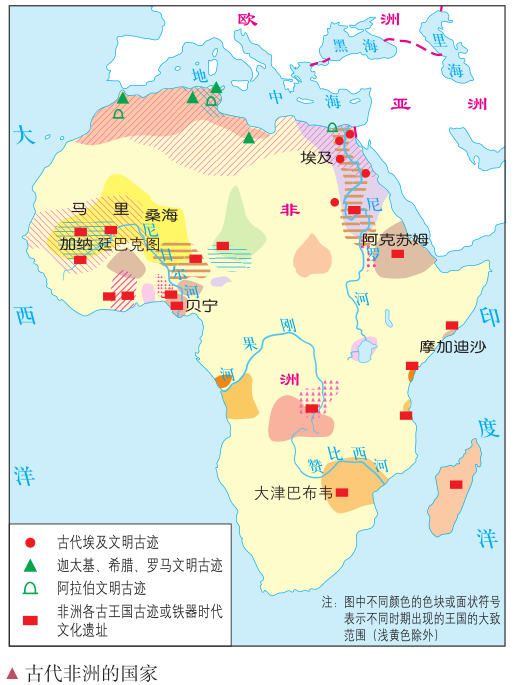 欧 洲
黑 海
里 海
地 中 海
亚 洲
大 西 洋
埃及
马 里
桑海
非 洲
尼 罗 河
加纳
廷巴克图
阿克苏姆
尼 日 尔 河
贝宁
印 度 洋
果 刚 河
摩加迪沙
赞 比 西 河
大津巴布韦
古代埃及文明古迹
迦太基、希腊、罗马文明古迹
阿拉伯文明古迹
非洲各古王国古迹或铁器时代
文化遗址
注: 图中不同颜色的色块或面状符号
表示不同时期出现的王国的大致
范围（浅黄色除外）
▲ 古代非洲的国家